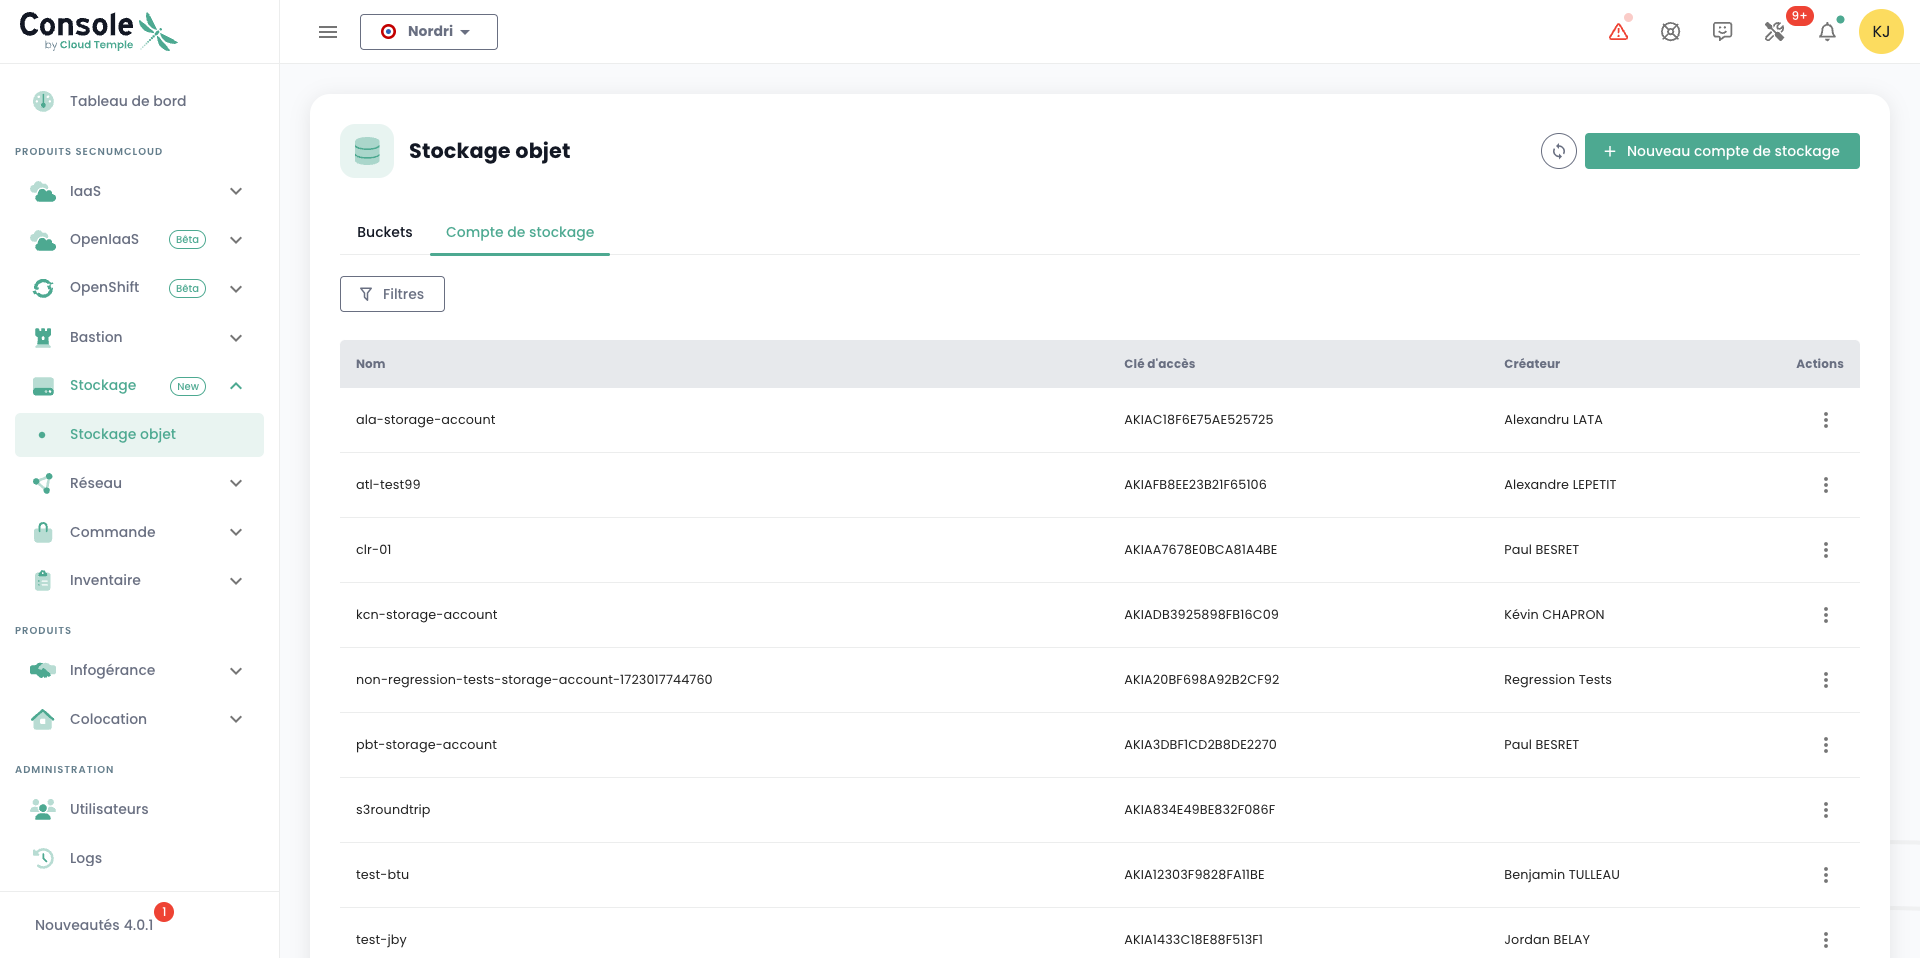 Console
by Cloud Temple
Nordri
9+
KJ
Tableau de bord
PRODUITS SECNUMCLOUD
IaaS
OpenIaaS Bêta
OpenShift Bêta
Bastion
Stockage New
Stockage objet
Réseau
Commande
Inventaire
PRODUITS
Infogérance
Colocation
ADMINISTRATION
Utilisateurs
Logs
Nouveautés 4.0.1 1
Stockage objet
Nouveau compte de stockage
Buckets Compte de stockage
Filtres
Nom Clé d'accès Créateur Actions
ala-storage-account AKIAC18F6E75AE525725 Alexandru LATA
atl-test99 AKIAFB8EE23B21F65106 Alexandre LEPETIT
clr-01 AKIAA7678E0BCA81A4BE Paul BESRET
kcn-storage-account AKIADB3925898FB16C09 Kévin CHAPRON
non-regression-tests-storage-account-1723017744760 AKIA20BF698A92B2CF92 Regression Tests
pbt-storage-account AKIA3DBF1CD2B8DE2270 Paul BESRET
s3roundtrip AKIA834E49BE832F086F
test-btu AKIA12303F9828FA11BE Benjamin TULLEAU
test-jby AKIA1433C18E88F513F1 Jordan BELAY